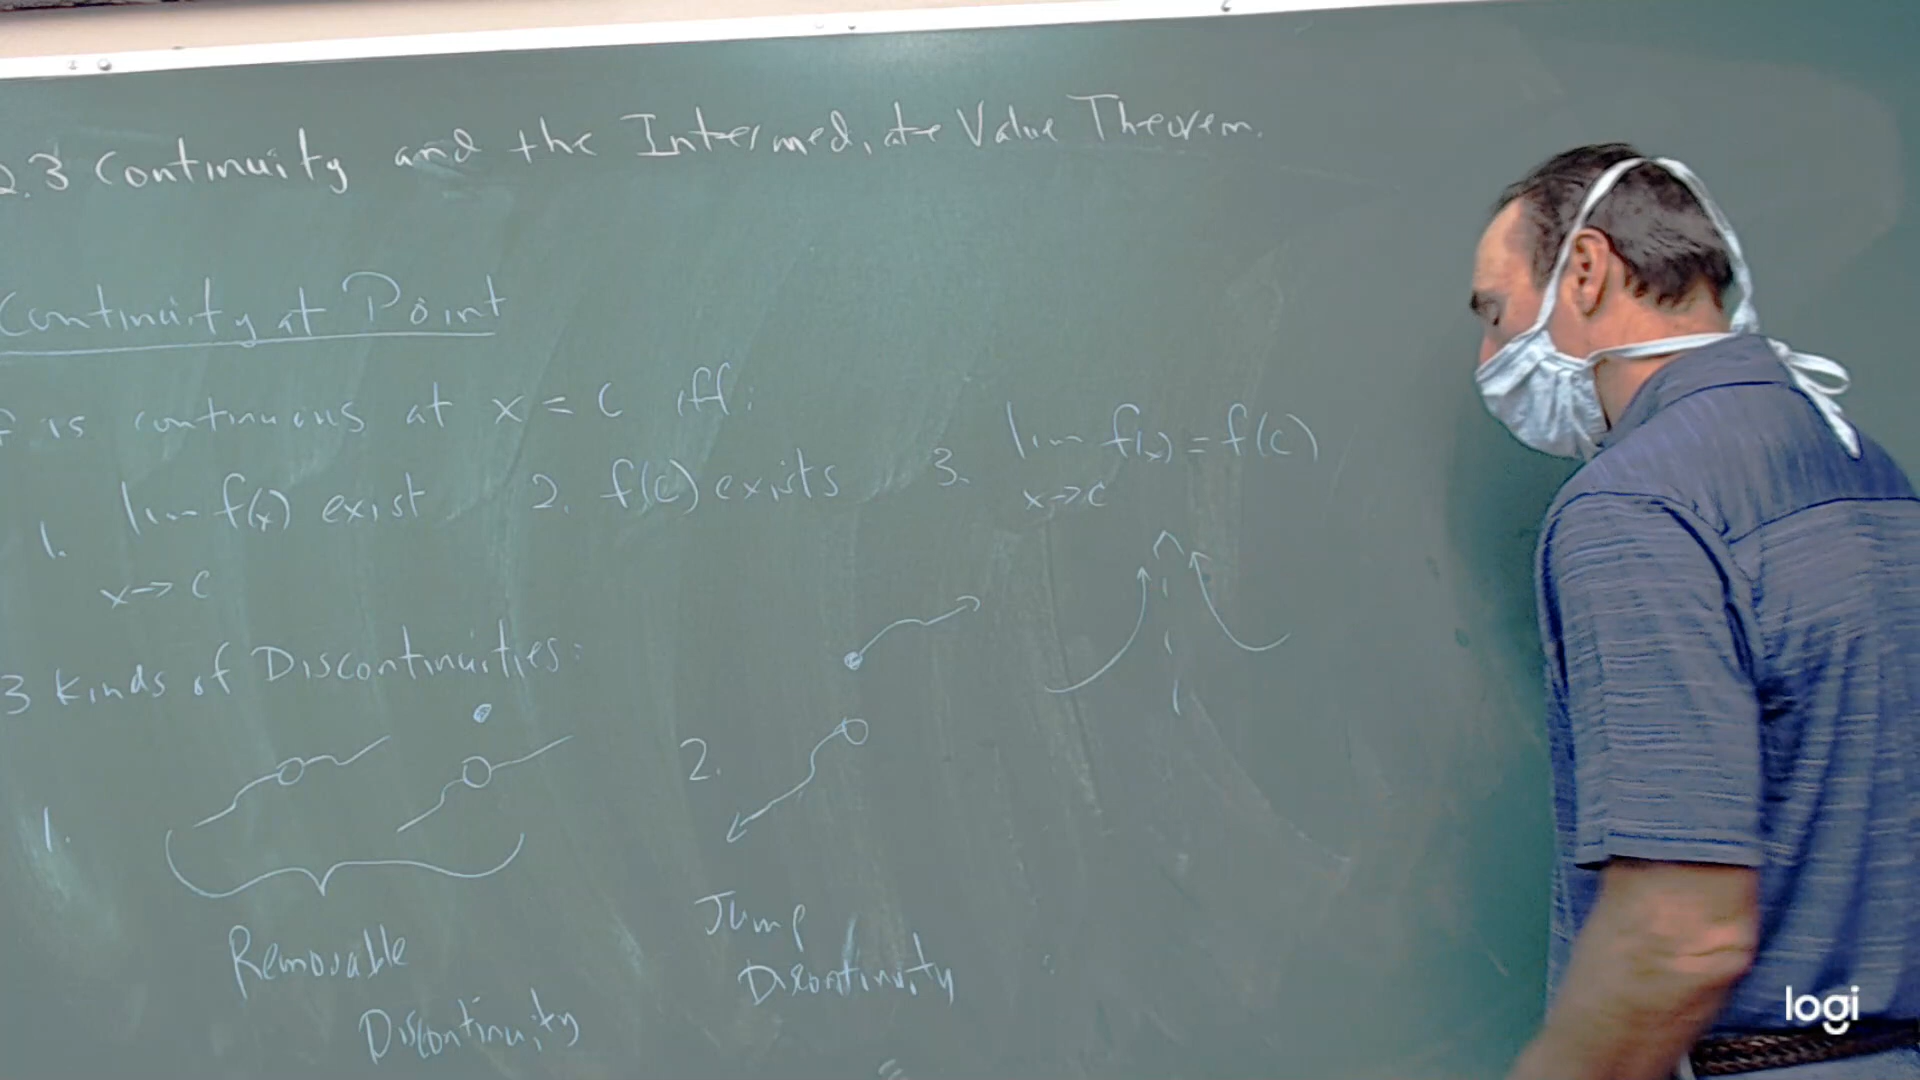 2.3 Continuity and the Intermediate Value Theorem.
Continuity at Point
f is continuous at x = c iff:
1. lim f(x) exist 2. f(c) exists 3. lim f(x) = f(c)
x→c x→c
3 Kinds of Discontinuities:
1. 2.
Removable
Discontinuity
Jump
Discontinuity
logi